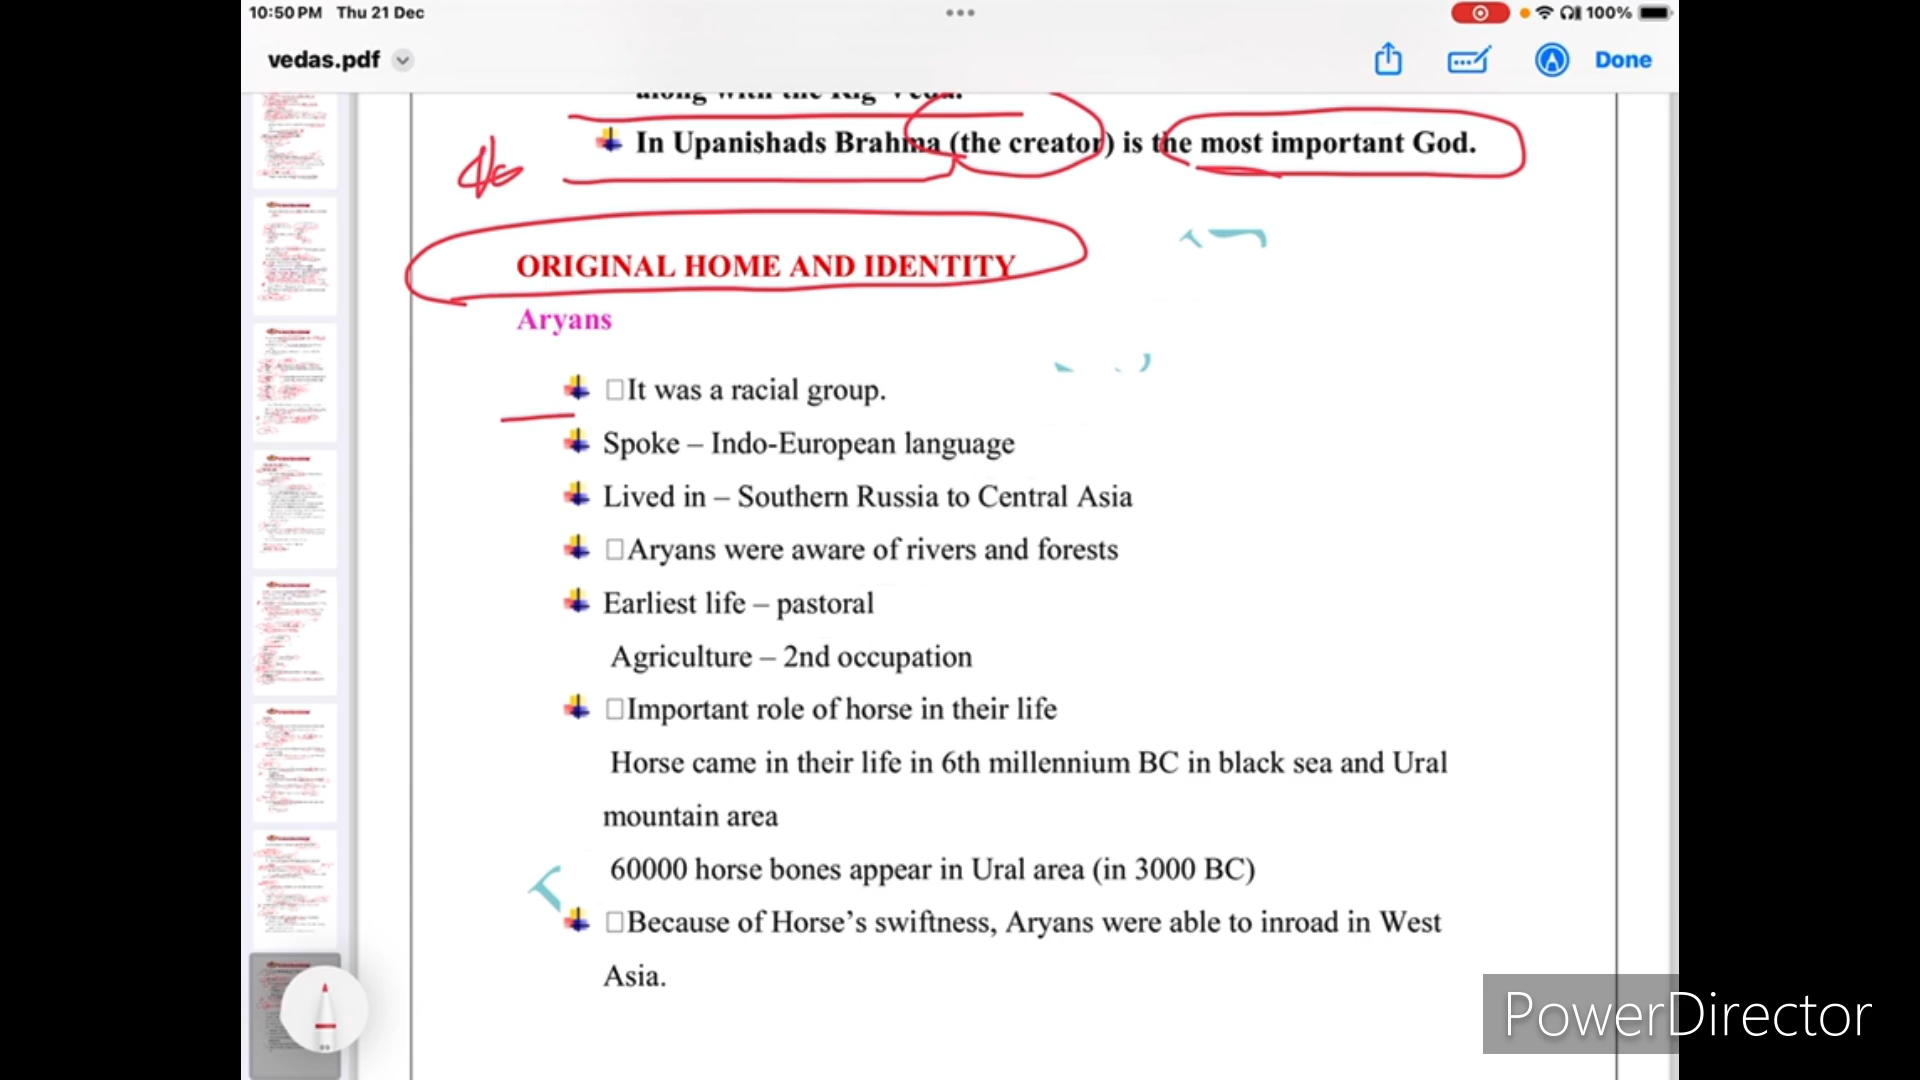 10:50 PM Thu 21 Dec
100%
vedas.pdf
Done
along with the Rig Veda.
In Upanishads Brahma (the creator) is the most important God.
ORIGINAL HOME AND IDENTITY
Aryans
It was a racial group.
Spoke – Indo-European language
Lived in – Southern Russia to Central Asia
Aryans were aware of rivers and forests
Earliest life – pastoral
Agriculture – 2nd occupation
Important role of horse in their life
Horse came in their life in 6th millennium BC in black sea and Ural
mountain area
60000 horse bones appear in Ural area (in 3000 BC)
Because of Horse’s swiftness, Aryans were able to inroad in West
Asia.
PowerDirector